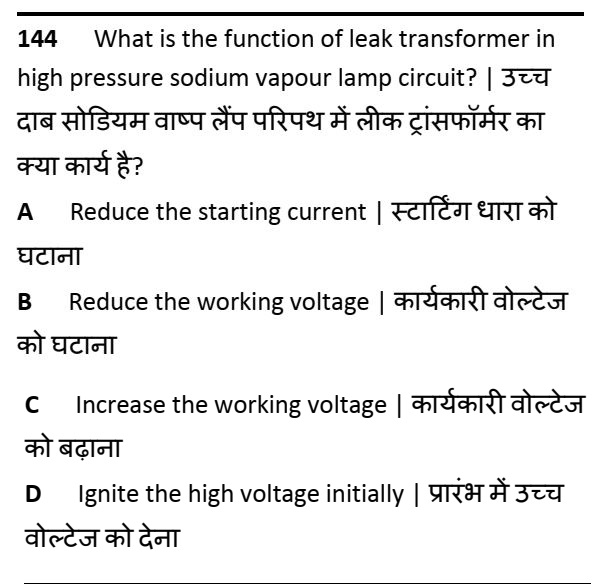 144 What is the function of leak transformer in
high pressure sodium vapour lamp circuit? | उच्च
दाब सोडियम वाष्प लैंप परिपथ में लीक ट्रांसफॉर्मर का
क्या कार्य है?
A Reduce the starting current | स्टार्टिंग धारा को
घटाना
B Reduce the working voltage | कार्यकारी वोल्टेज
को घटाना
C Increase the working voltage | कार्यकारी वोल्टेज
को बढ़ाना
D Ignite the high voltage initially | प्रारंभ में उच्च
वोल्टेज को देना